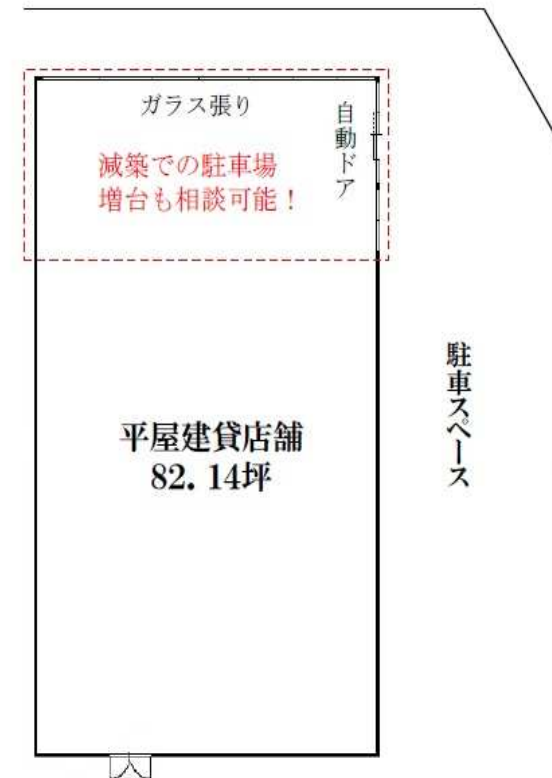 ガラス張り
自動ドア
減築での駐車場
増台も相談可能！
駐車スペース
平屋建貸店舗
82.14坪